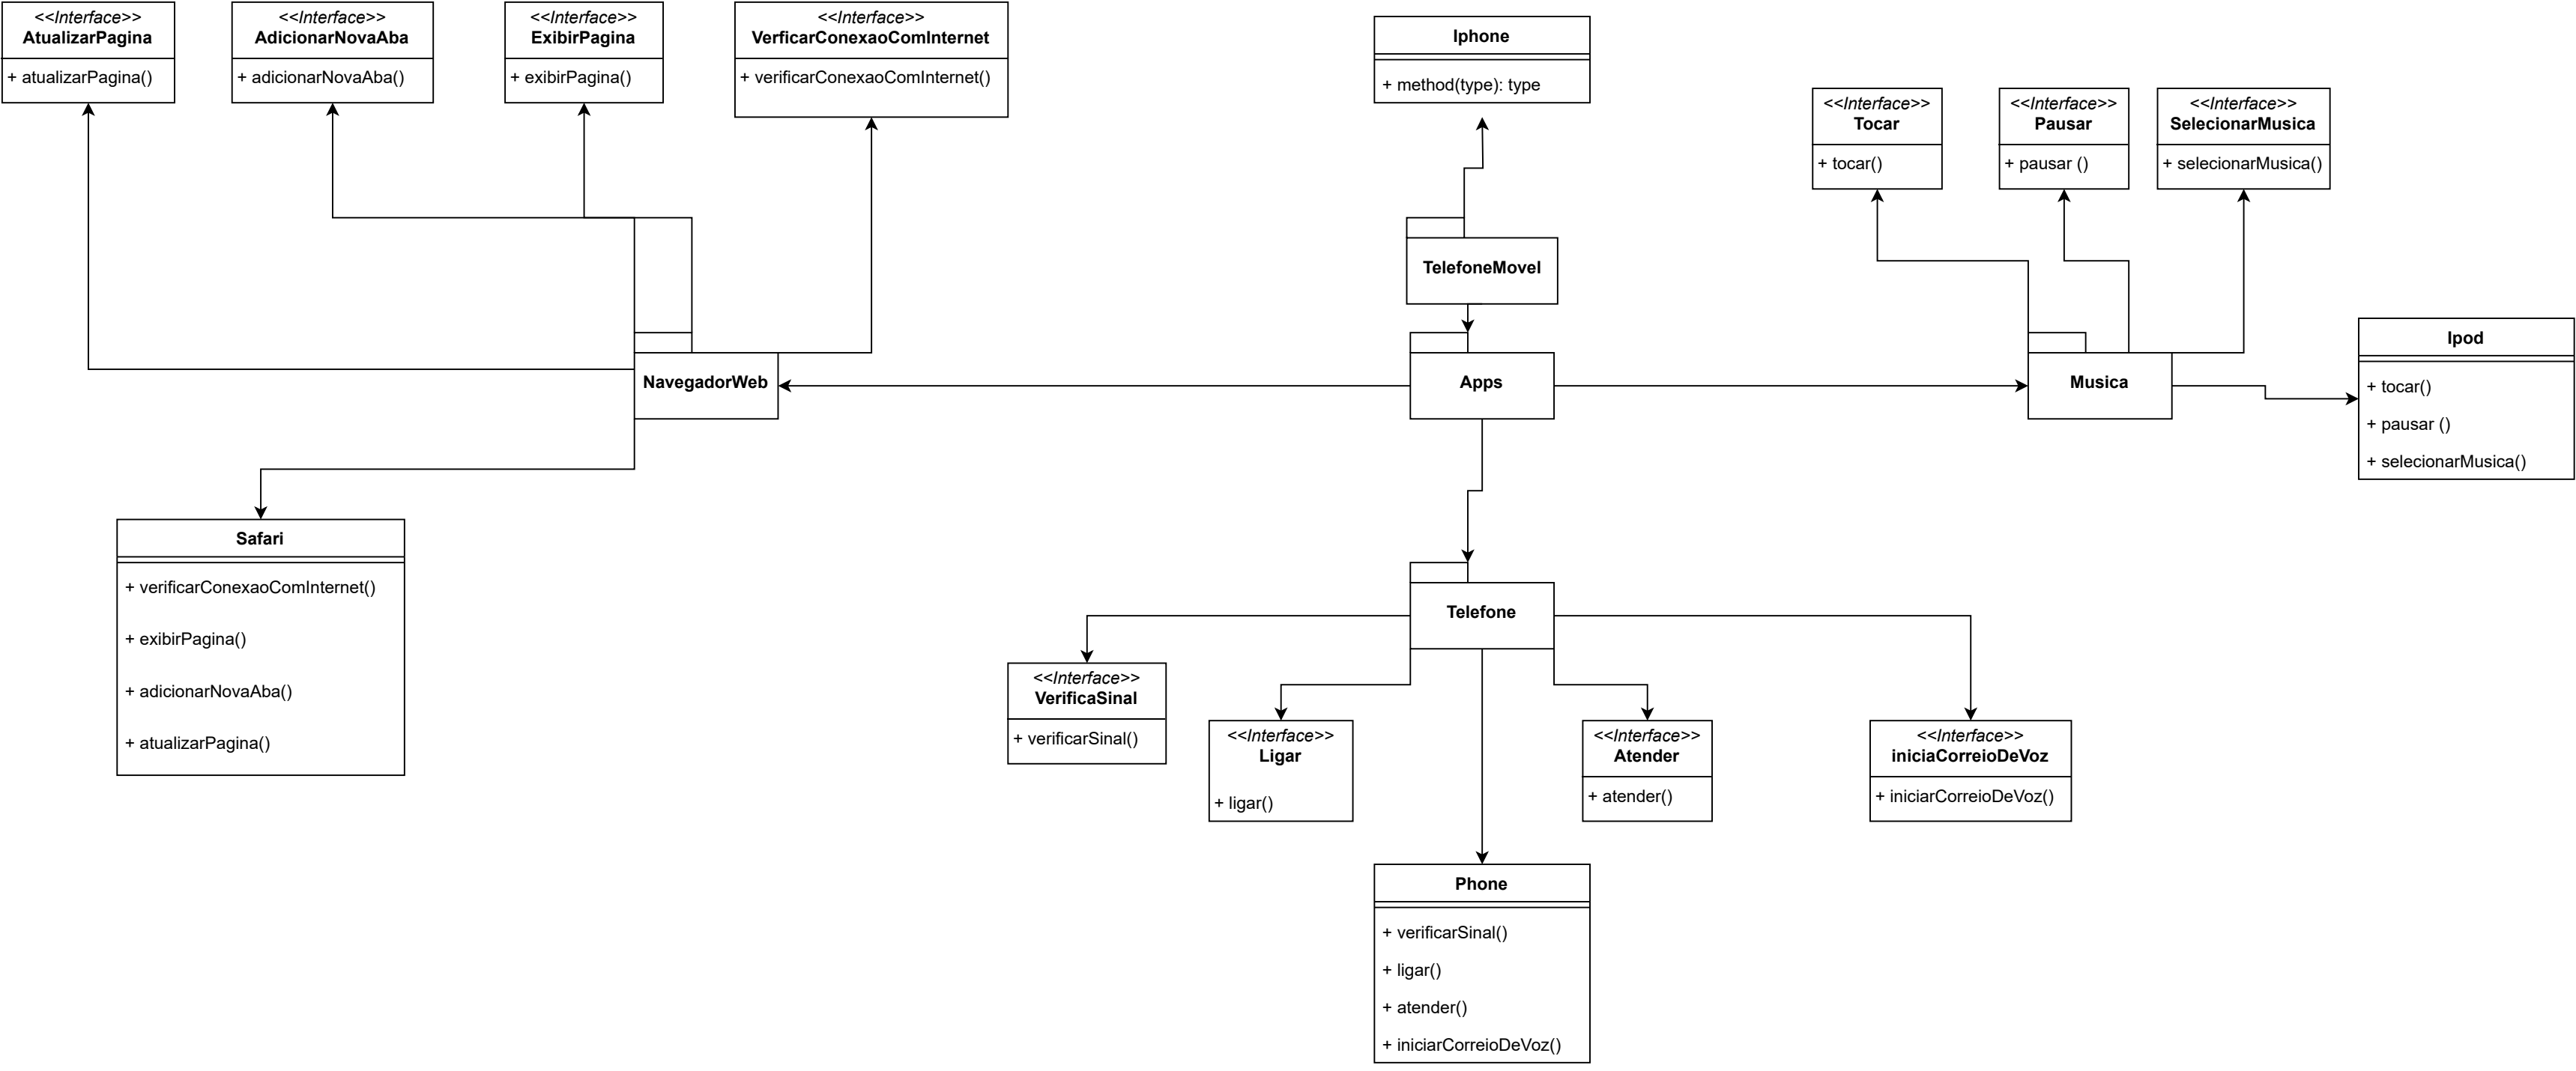 <<Interface>>
AtualizarPagina
+ atualizarPagina()
<<Interface>>
AdicionarNovaAba
+ adicionarNovaAba()
<<Interface>>
ExibirPagina
+ exibirPagina()
<<Interface>>
VerficarConexaoComInternet
+ verificarConexaoComInternet()
Iphone
+ method(type): type
<<Interface>>
Tocar
+ tocar()
<<Interface>>
Pausar
+ pausar ()
<<Interface>>
SelecionarMusica
+ selecionarMusica()
TelefoneMovel
NavegadorWeb
Apps
Musica
Ipod
+ tocar()
+ pausar ()
+ selecionarMusica()
Safari
+ verificarConexaoComInternet()
+ exibirPagina()
+ adicionarNovaAba()
+ atualizarPagina()
Telefone
<<Interface>>
VerificaSinal
+ verificarSinal()
<<Interface>>
Ligar
+ ligar()
<<Interface>>
Atender
+ atender()
<<Interface>>
iniciaCorreioDeVoz
+ iniciarCorreioDeVoz()
Phone
+ verificarSinal()
+ ligar()
+ atender()
+ iniciarCorreioDeVoz()